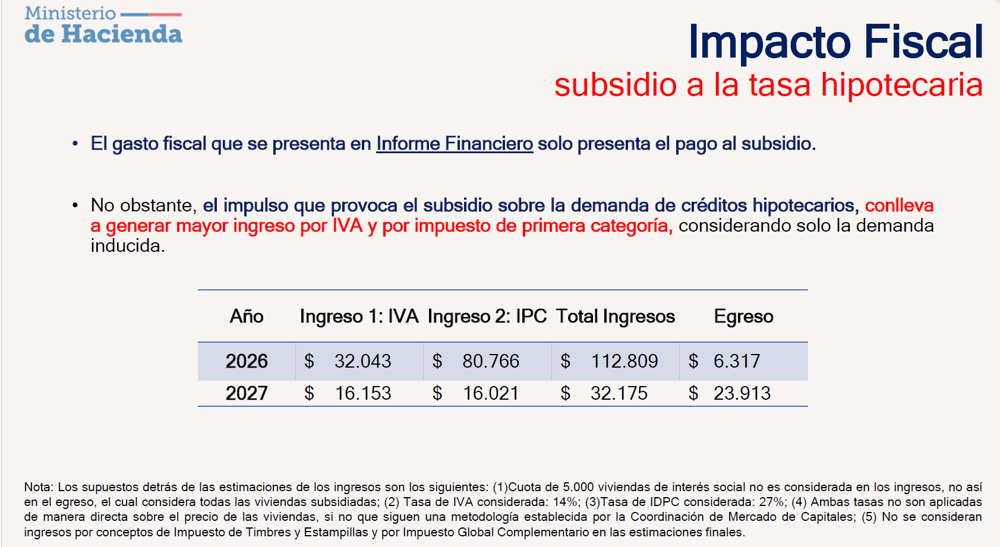 Ministerio
de Hacienda
Impacto Fiscal
subsidio a la tasa hipotecaria
• El gasto fiscal que se presenta en Informe Financiero solo presenta el pago al subsidio.
• No obstante, el impulso que provoca el subsidio sobre la demanda de créditos hipotecarios, conlleva
a generar mayor ingreso por IVA y por impuesto de primera categoría, considerando solo la demanda
inducida.
Año Ingreso 1: IVA Ingreso 2: IPC Total Ingresos Egreso
2026 $ 32.043 $ 80.766 $ 112.809 $ 6.317
2027 $ 16.153 $ 16.021 $ 32.175 $ 23.913
Nota: Los supuestos detrás de las estimaciones de los ingresos son los siguientes: (1)Cuota de 5.000 viviendas de interés social no es considerada en los ingresos, no así
en el egreso, el cual considera todas las viviendas subsidiadas; (2) Tasa de IVA considerada: 14%; (3)Tasa de IDPC considerada: 27%; (4) Ambas tasas no son aplicadas
de manera directa sobre el precio de las viviendas, si no que siguen una metodología establecida por la Coordinación de Mercado de Capitales; (5) No se consideran
ingresos por conceptos de Impuesto de Timbres y Estampillas y por Impuesto Global Complementario en las estimaciones finales.